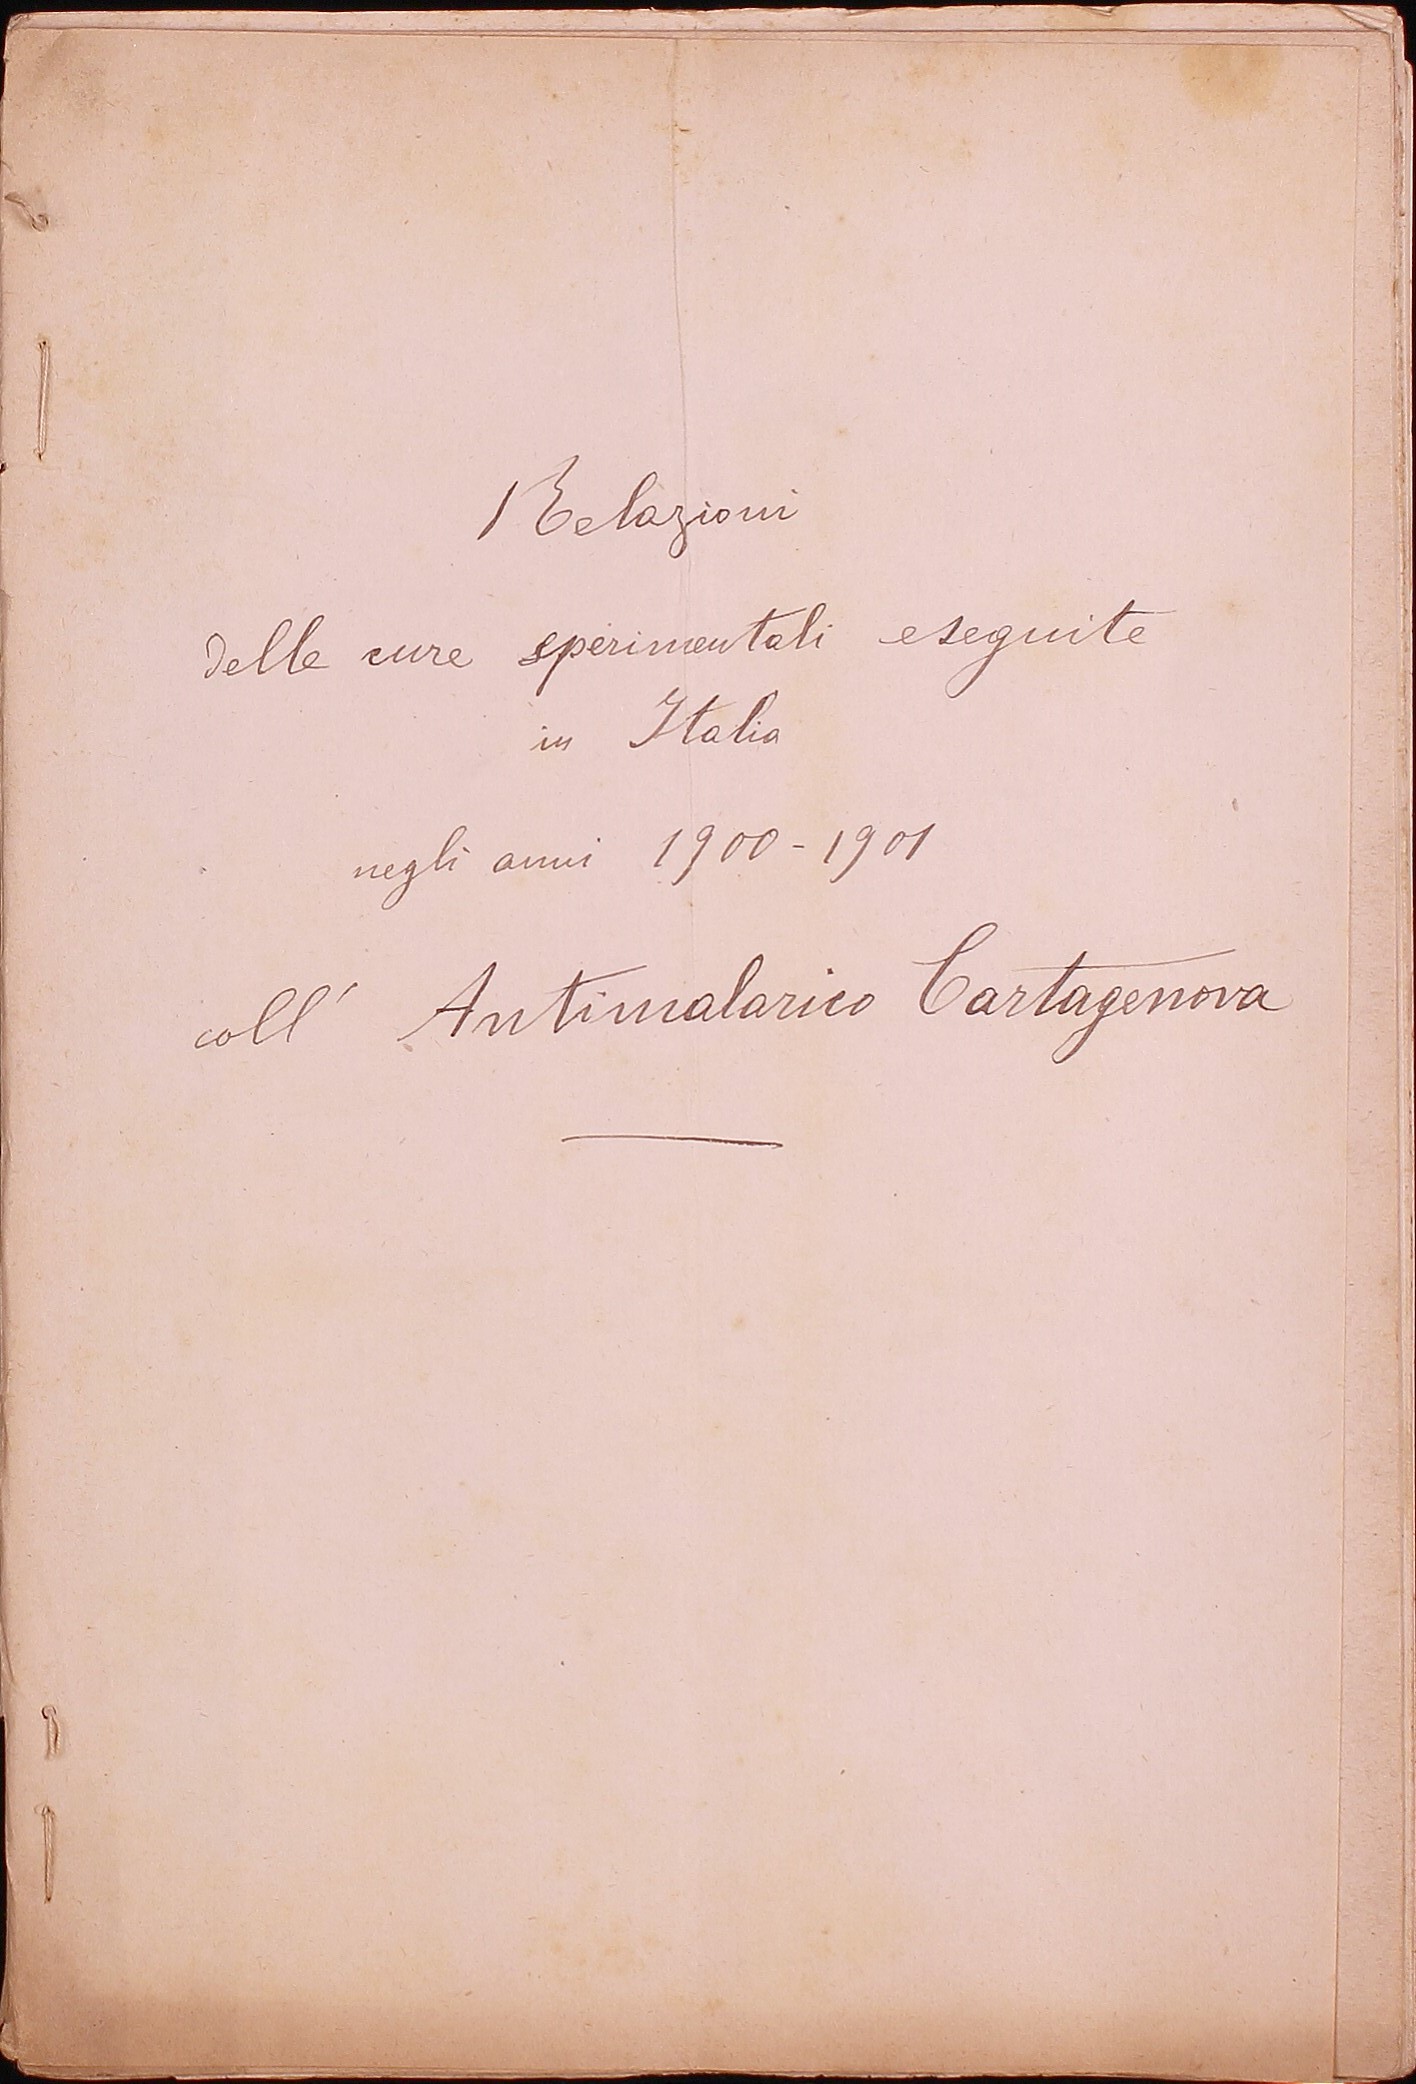 Relazioni
delle cure sperimentali eseguite
in Italia
negli anni 1900-1901
coll' Antimalarico Cartagenova